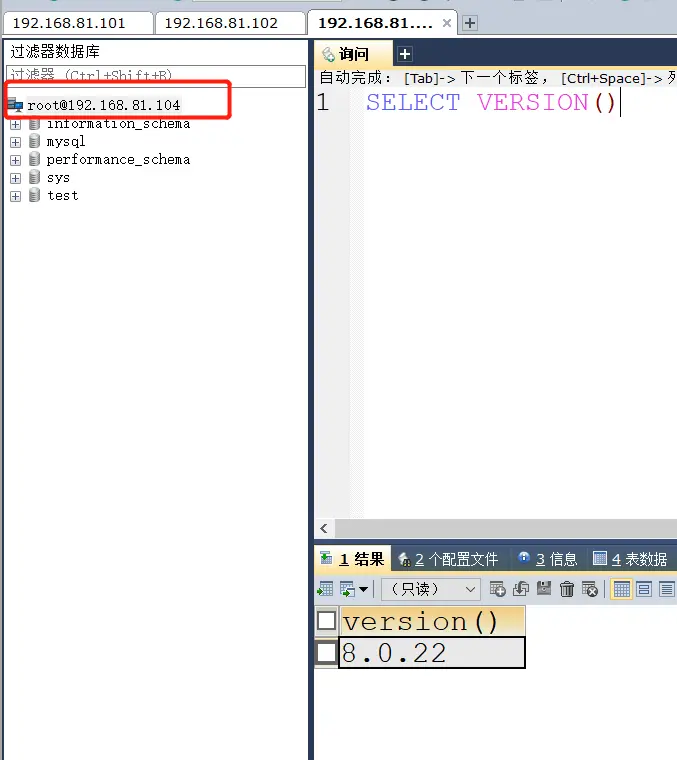 192.168.81.101
192.168.81.102
192.168.81....
过滤器数据库
过滤器 (Ctrl+Shift+B)
root@192.168.81.104
information_schema
mysql
performance_schema
sys
test
询问
自动完成: [Tab]-> 下一个标签, [Ctrl+Space]-> 列
1 SELECT VERSION()
1 结果
2 个配置文件
3 信息
4 表数据
(只读)
version()
8.0.22